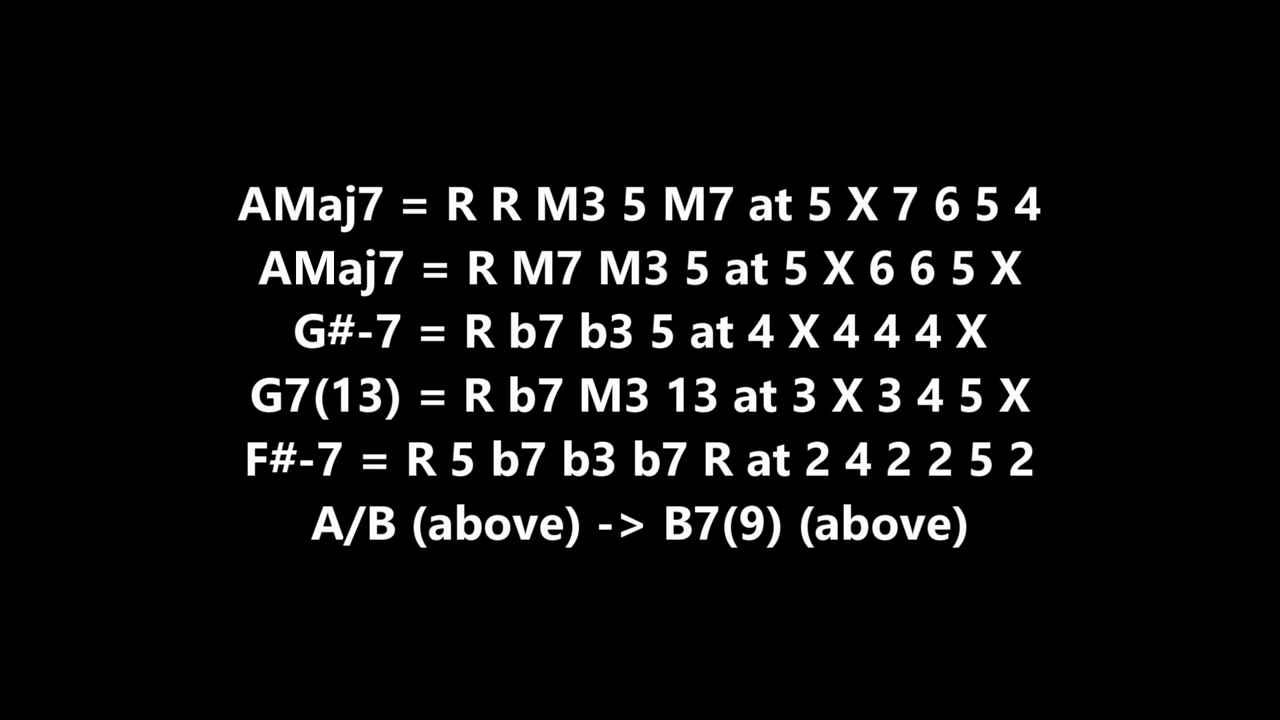 AMaj7 = R R M3 5 M7 at 5 X 7 6 5 4
AMaj7 = R M7 M3 5 at 5 X 6 6 5 X
G#-7 = R b7 b3 5 at 4 X 4 4 4 X
G7(13) = R b7 M3 13 at 3 X 3 4 5 X
F#-7 = R 5 b7 b3 b7 R at 2 4 2 2 5 2
A/B (above) -> B7(9) (above)